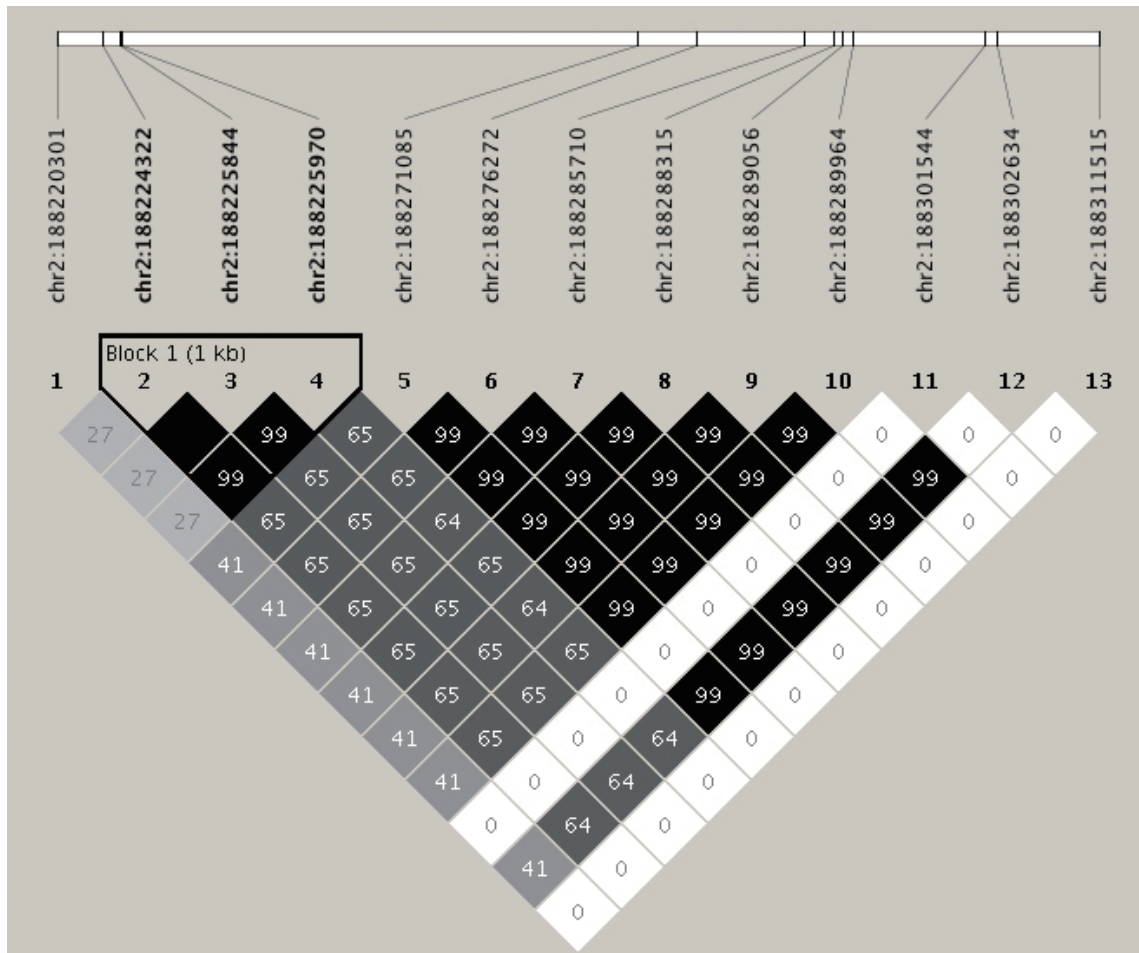 chr2:188220301
chr2:188224322
chr2:188225844
chr2:188225970
chr2:188271085
chr2:188276272
chr2:188285710
chr2:188288315
chr2:188289056
chr2:188289964
chr2:188301544
chr2:188302634
chr2:188311515
Block 1 (1 kb)
1 2 3 4 5 6 7 8 9 10 11 12 13
27 99 65 99 99 99 99 99 0 0 0
27 99 65 65 99 99 99 99 0 99 0
27 65 65 64 99 99 99 0 99 0
41 65 65 65 99 99 0 99 0
41 65 65 64 99 0 99 0
41 65 65 65 0 99 0
41 65 65 0 99 0
41 65 0 64 0
41 0 64 0
0 64 0
41 0
0